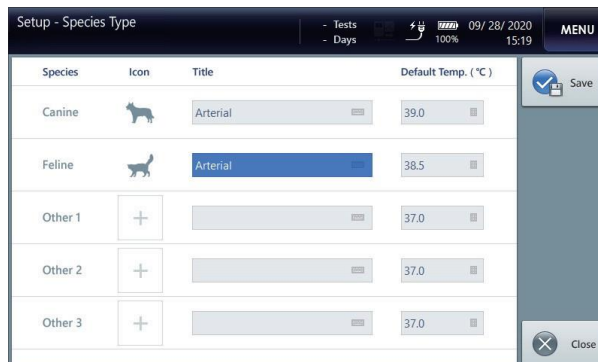 Setup - Species Type
- Tests
- Days
100%
09/ 28/ 2020
15:19
MENU
Species Icon Title Default Temp. ( °C )
Canine Arterial 39.0
Feline Arterial 38.5
Other 1 37.0
Other 2 37.0
Other 3 37.0
Save
Close